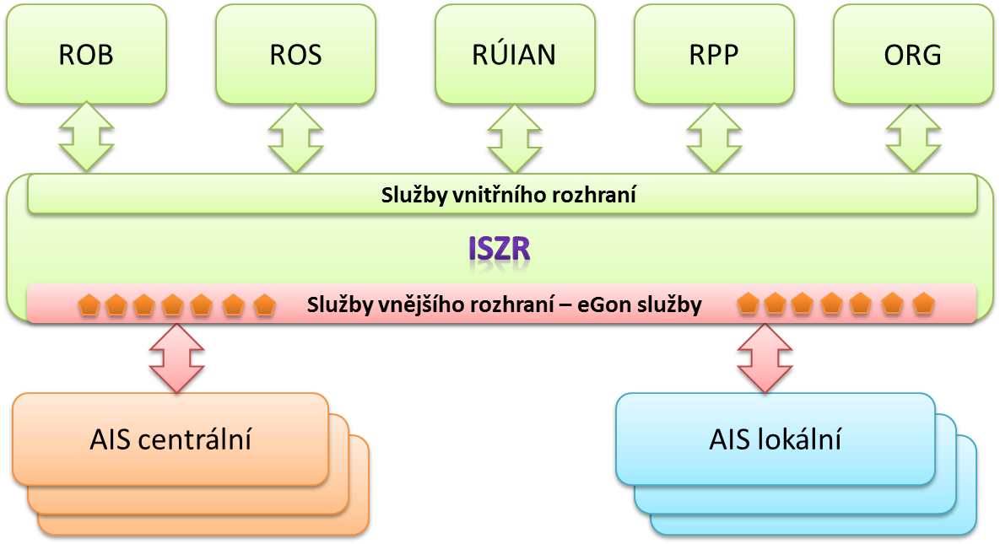 ROB
ROS
RÚIAN
RPP
ORG
Služby vnitřního rozhraní
ISZR
Služby vnějšího rozhraní – eGon služby
AIS centrální
AIS lokální